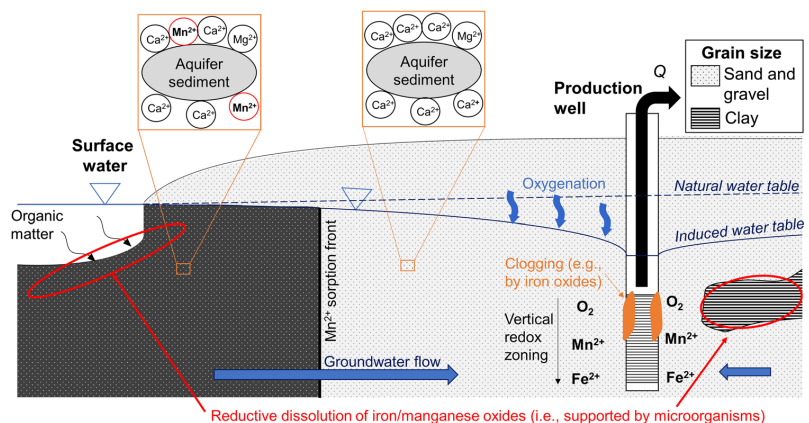 Ca²⁺
Mn²⁺
Ca²⁺
Mg²⁺
Aquifer
sediment
Ca²⁺
Ca²⁺
Mn²⁺
Ca²⁺
Ca²⁺
Ca²⁺
Mg²⁺
Aquifer
sediment
Ca²⁺
Ca²⁺
Ca²⁺
Q
Production
well
Grain size
Sand and
gravel
Clay
Surface
water
Organic
matter
Oxygenation
Natural water table
Induced water table
Mn²⁺ sorption front
Clogging (e.g.,
by iron oxides)
Vertical
redox
zoning
O₂
Mn²⁺
Fe²⁺
O₂
Mn²⁺
Fe²⁺
Groundwater flow
Reductive dissolution of iron/manganese oxides (i.e., supported by microorganisms)